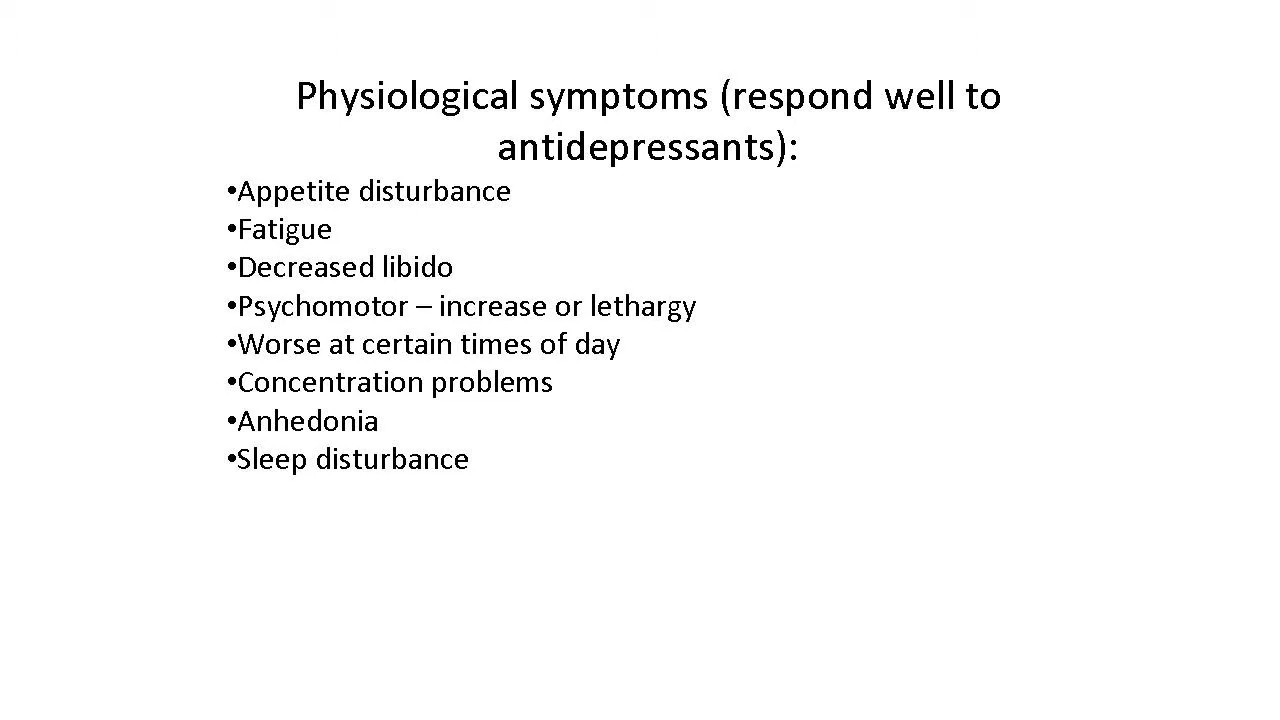 Physiological symptoms (respond well to
antidepressants):
•Appetite disturbance
•Fatigue
•Decreased libido
•Psychomotor – increase or lethargy
•Worse at certain times of day
•Concentration problems
•Anhedonia
•Sleep disturbance